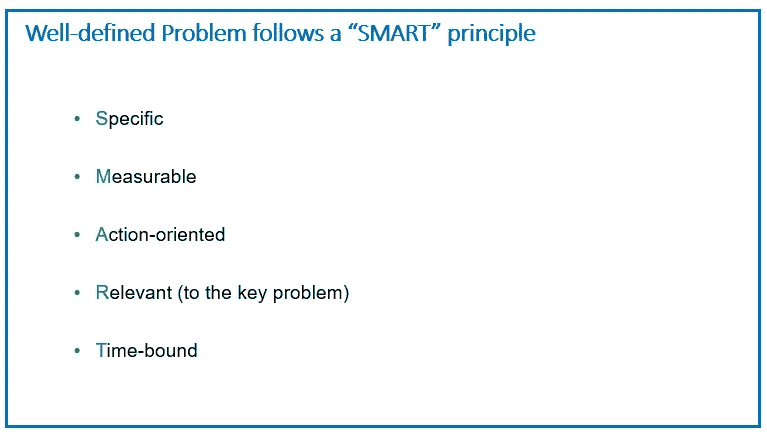 Well-defined Problem follows a “SMART” principle
• Specific
• Measurable
• Action-oriented
• Relevant (to the key problem)
• Time-bound